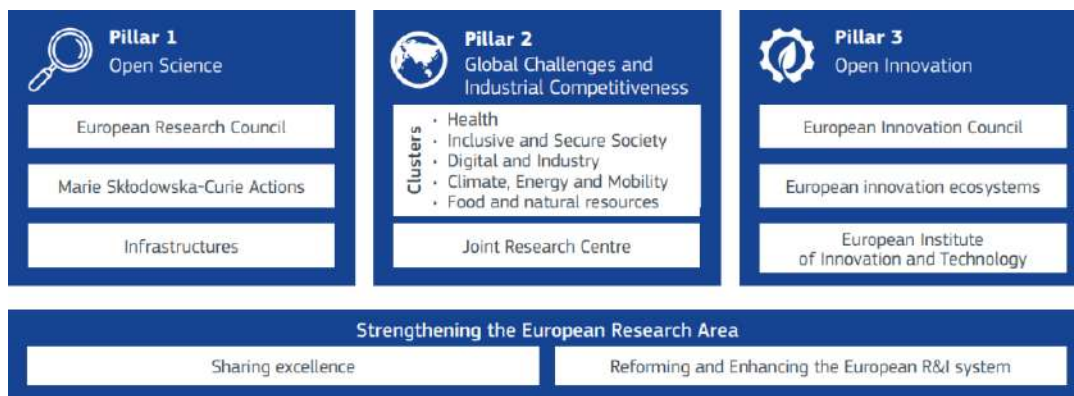 Pillar 1
Open Science
European Research Council
Marie Skłodowska-Curie Actions
Infrastructures
Pillar 2
Global Challenges and
Industrial Competitiveness
Clusters
· Health
· Inclusive and Secure Society
· Digital and Industry
· Climate, Energy and Mobility
· Food and natural resources
Joint Research Centre
Pillar 3
Open Innovation
European Innovation Council
European innovation ecosystems
European Institute
of Innovation and Technology
Strengthening the European Research Area
Sharing excellence
Reforming and Enhancing the European R&I system